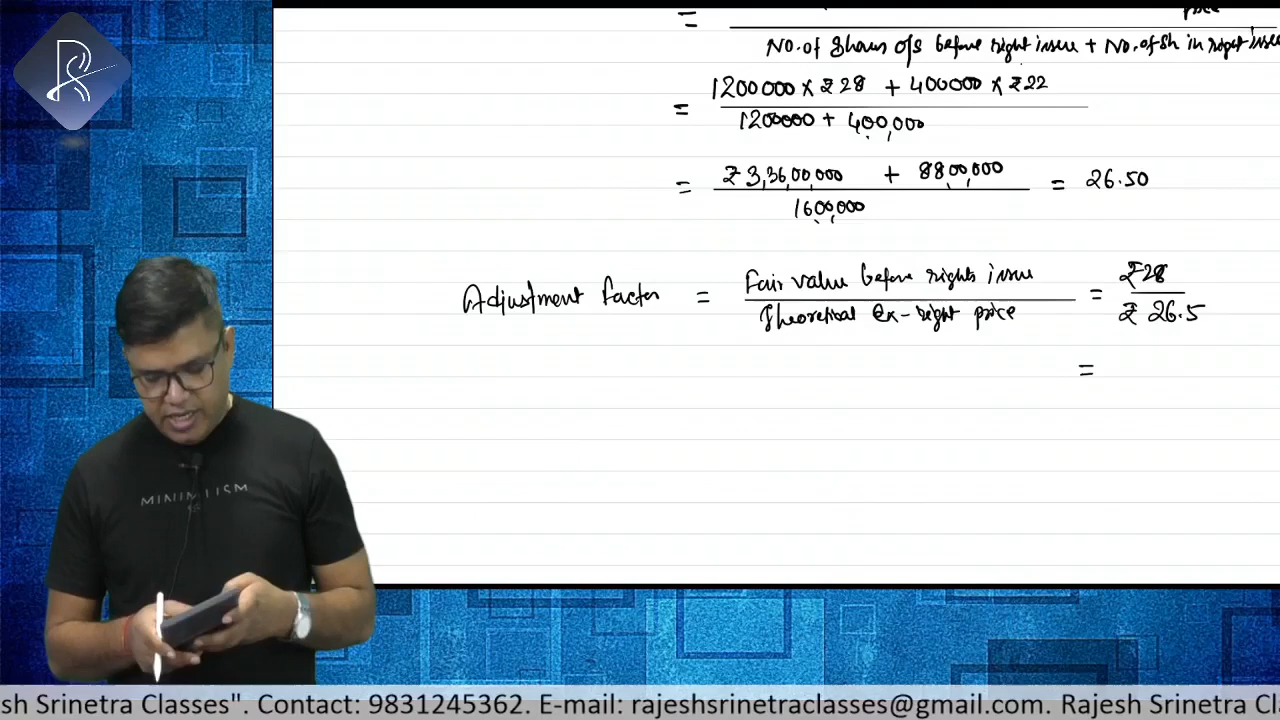 = price
No. of Shares o/s before right issue + No. of Sh in right issue
= 1200000 × ₹ 28 + 400000 × ₹ 22
1200000 + 400,000
= ₹ 3,36,00,000 + 8800,000 = 26.50
1600,000
Adjustment Factor = Fair value before rights issue = ₹ 28
Theoretical Ex-right price ₹ 26.5
=
MINIMALISM
sh Srinetra Classes". Contact: 9831245362. E-mail: rajeshsrinetraclasses@gmail.com. Rajesh Srinetra Cl